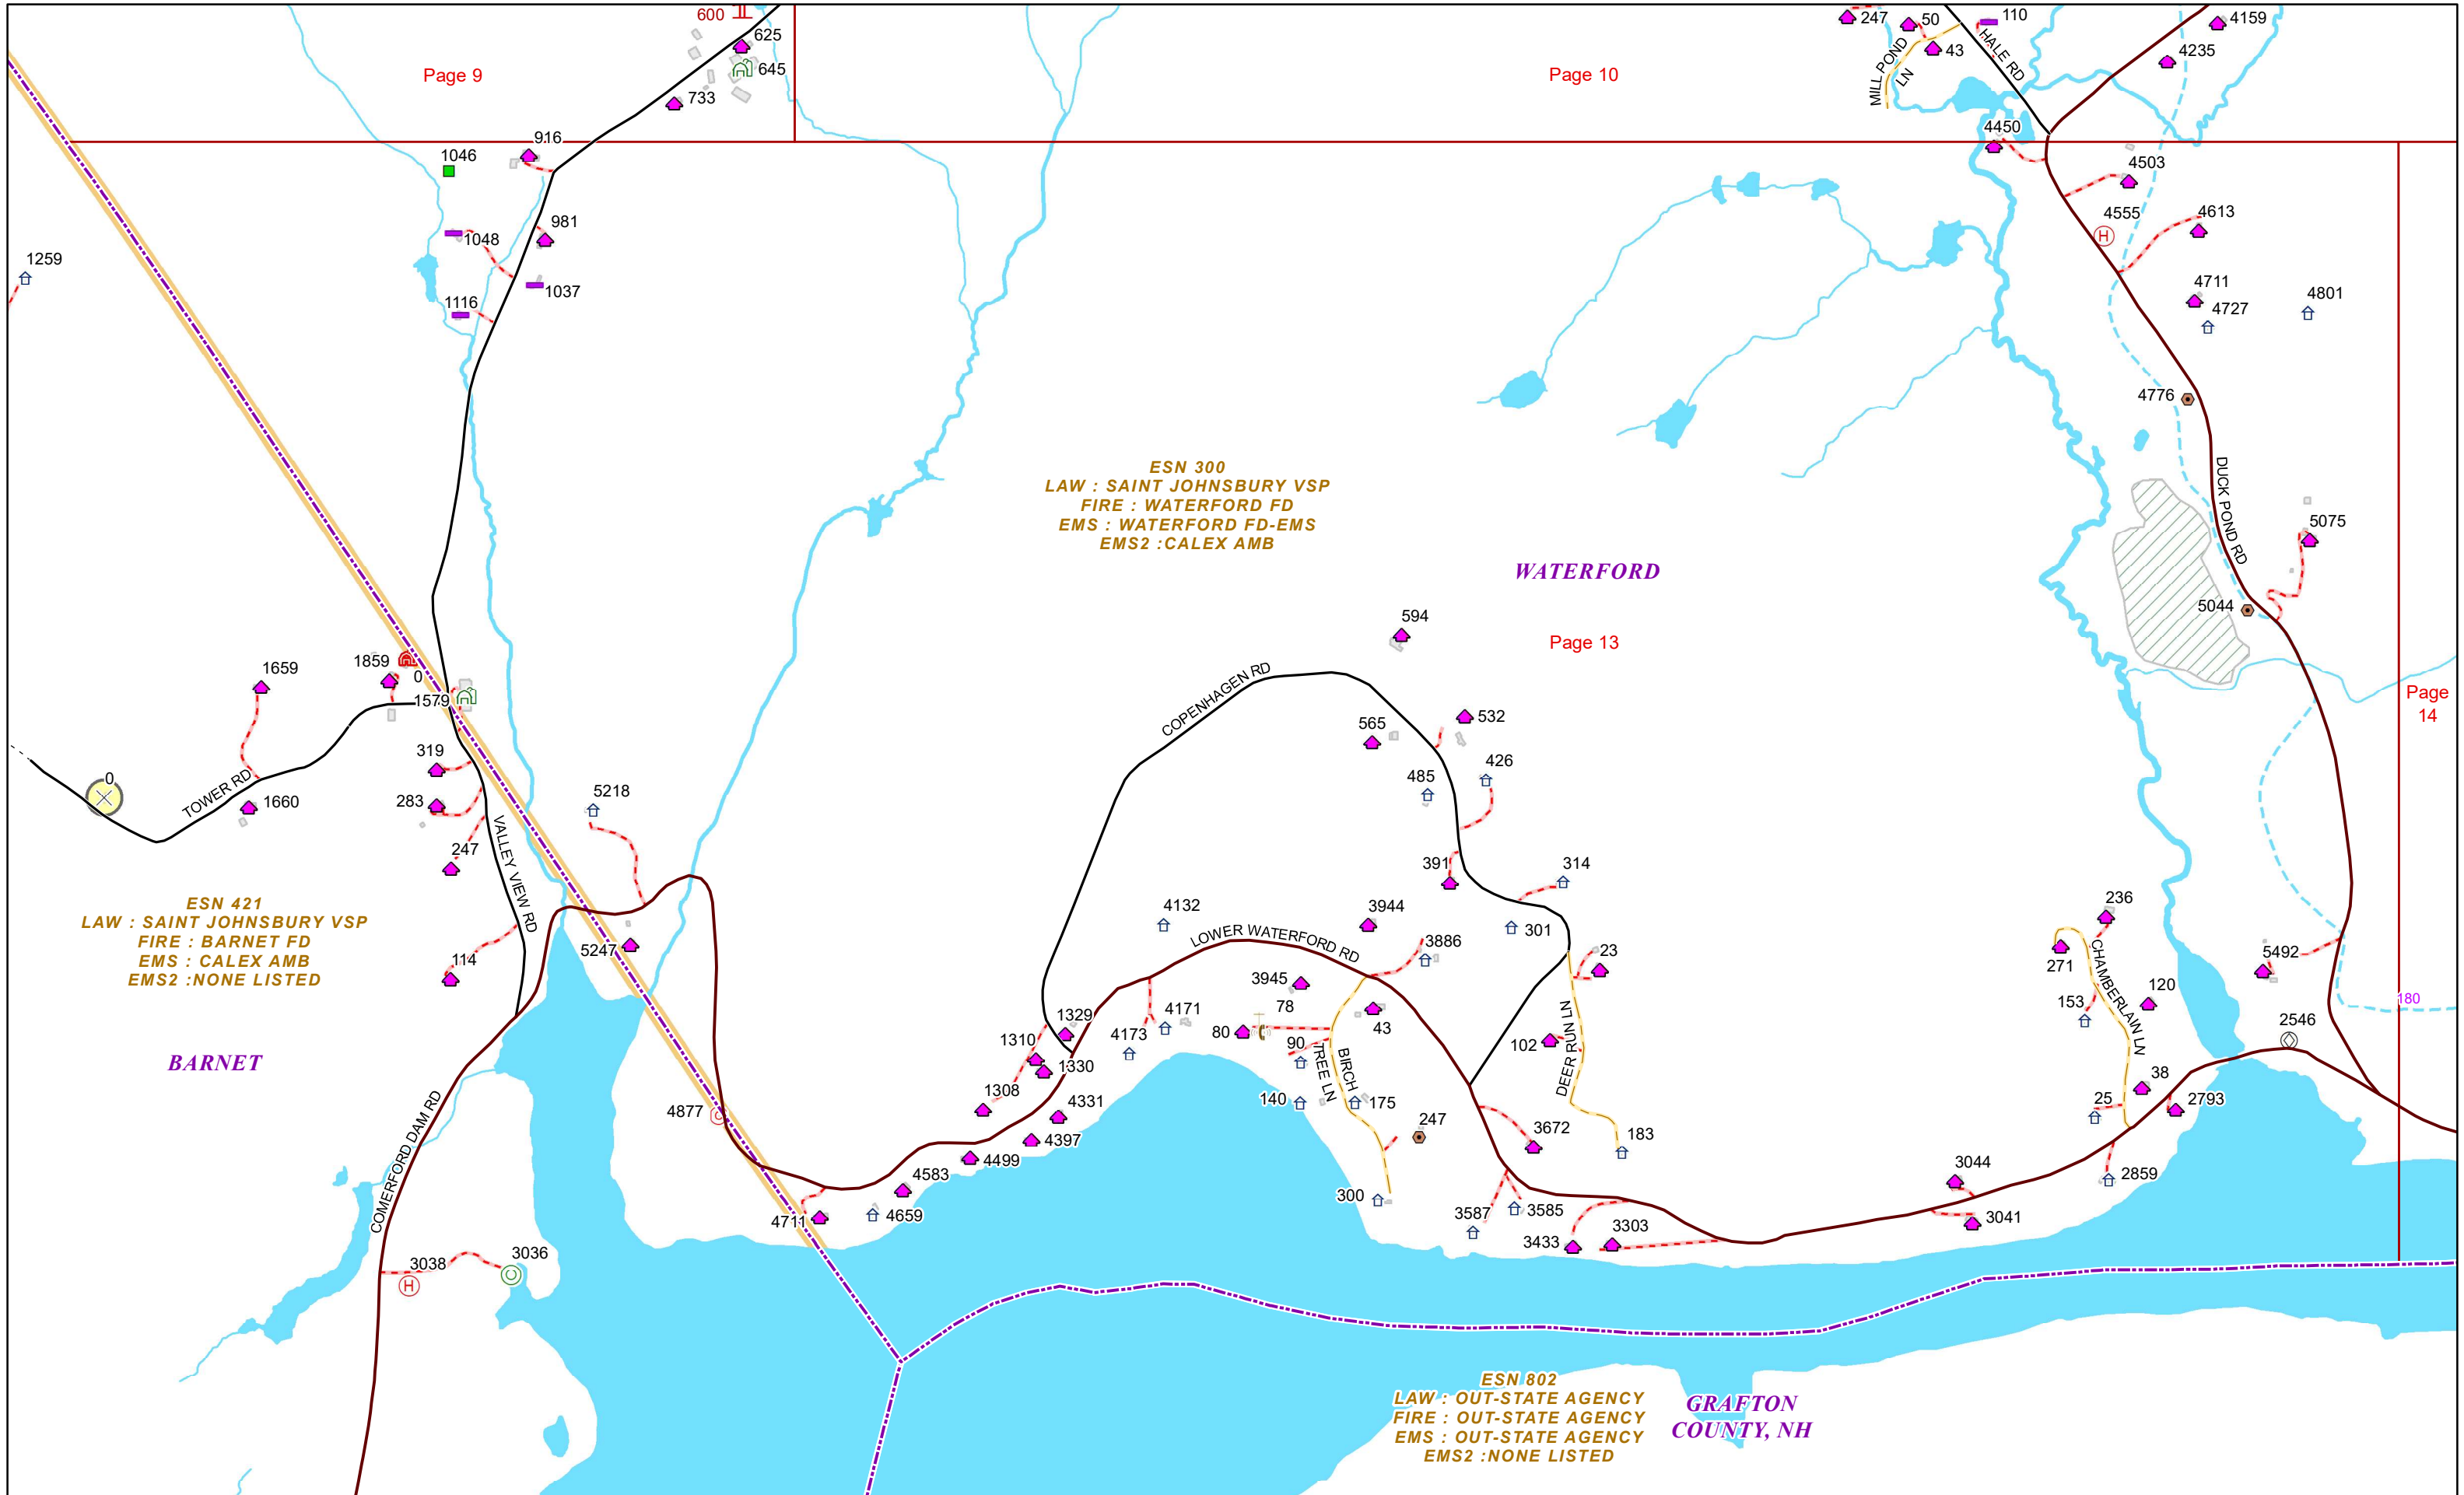 600
625
645
733
Page 9
Page 10
247
50
43
110
MILL POND
LN
HALE RD
4159
4235
4450
916
1046
981
1048
1037
1116
1259
4503
4555
4613
4711
4727
4801
4776
DUCK POND RD
5075
5044
ESN 300
LAW : SAINT JOHNSBURY VSP
FIRE : WATERFORD FD
EMS : WATERFORD FD-EMS
EMS2 :CALEX AMB
WATERFORD
Page 13
Page
14
594
COPENHAGEN RD
532
565
426
485
391
314
301
1659
1859
0
1579
319
283
247
114
0
TOWER RD
1660
VALLEY VIEW RD
5218
5247
ESN 421
LAW : SAINT JOHNSBURY VSP
FIRE : BARNET FD
EMS : CALEX AMB
EMS2 :NONE LISTED
BARNET
COMERFORD DAM RD
3038
H
3036
C
4877
C
4711
4659
4583
4499
4397
4331
1308
1310
1329
1330
4132
4171
4173
LOWER WATERFORD RD
3944
3886
3945
78
80
43
90
TREE LN
BIRCH
140
175
247
300
23
102
DEER RUN LN
183
3672
3587
3585
3433
3303
3044
3041
236
271
CHAMBERLAIN LN
153
120
38
25
2793
2859
5492
180
2546
H
ESN 802
LAW : OUT-STATE AGENCY
FIRE : OUT-STATE AGENCY
EMS : OUT-STATE AGENCY
EMS2 :NONE LISTED
GRAFTON
COUNTY, NH